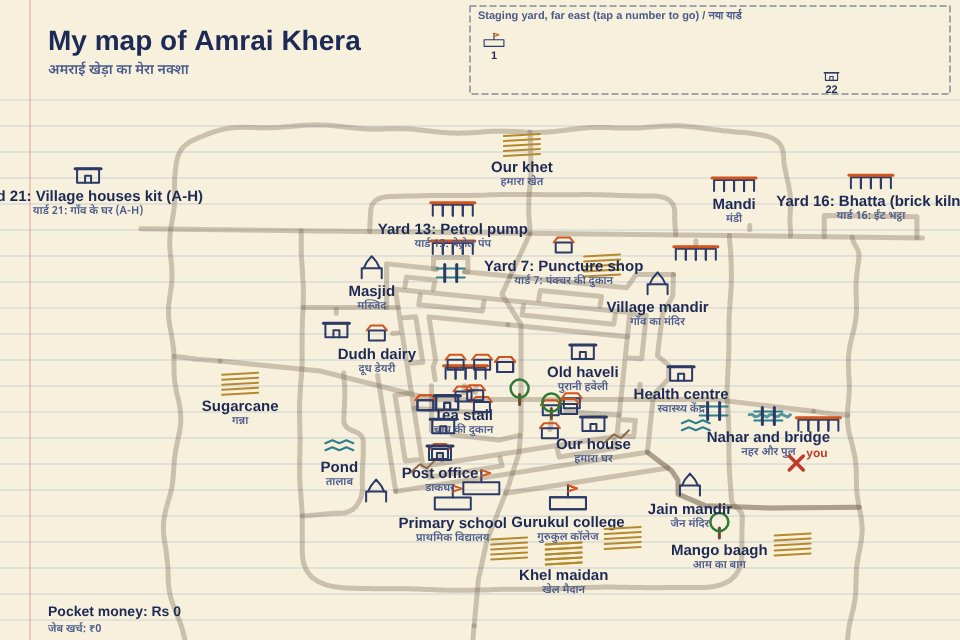 My map of Amrai Khera
अमराई खेड़ा का मेरा नक्शा
Staging yard, far east (tap a number to go) / नया यार्ड
1
22
Our khet
हमारा खेत
d 21: Village houses kit (A-H)
यार्ड 21: गाँव के घर (A-H)
Mandi
मंडी
Yard 16: Bhatta (brick kiln
यार्ड 16: ईंट भट्ठा
Yard 13: Petrol pump
यार्ड 13: पेट्रोल पंप
Yard 7: Puncture shop
यार्ड 7: पंक्चर की दुकान
Masjid
मस्जिद
Village mandir
गाँव का मंदिर
Dudh dairy
दूध डेयरी
Old haveli
पुरानी हवेली
Health centre
स्वास्थ्य केंद्र
Sugarcane
गन्ना
Tea stall
चाय की दुकान
Our house
हमारा घर
Nahar and bridge
नहर और पुल
you
Pond
तालाब
Post office
डाकघर
Jain mandir
जैन मंदिर
Primary school
प्राथमिक विद्यालय
Gurukul college
गुरुकुल कॉलेज
Mango baagh
आम का बाग
Khel maidan
खेल मैदान
Pocket money: Rs 0
जेब खर्च: ₹0